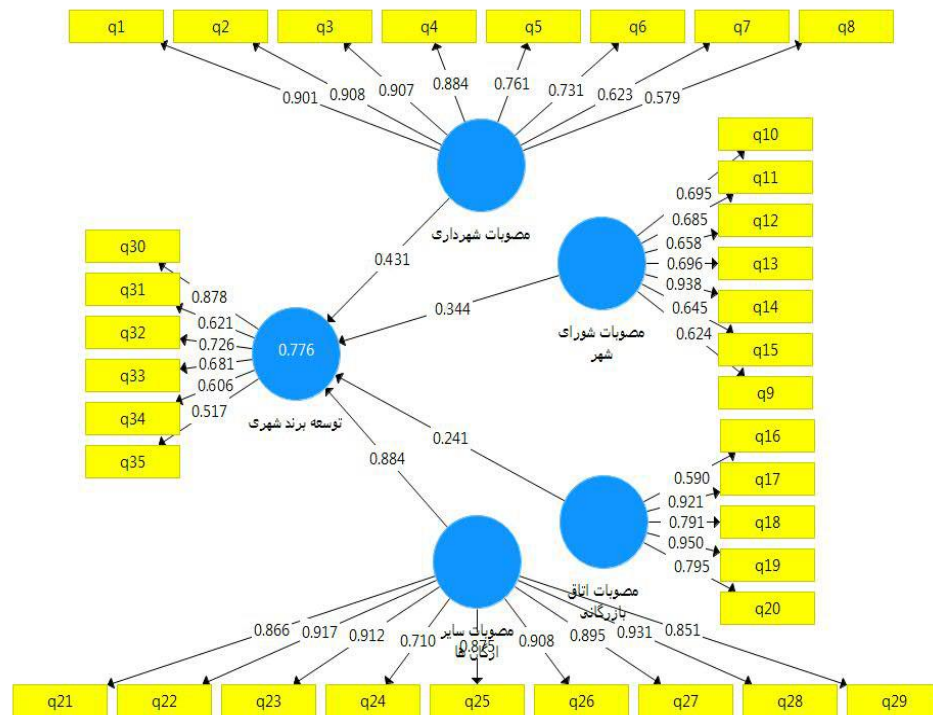 q1 q2 q3 q4 q5 q6 q7 q8
0.901 0.908 0.907 0.884 0.761 0.731 0.623 0.579
مصوبات شهرداری
q10
q11
q12
q13
q14
q15
q9
0.695
0.685
0.658
0.696
0.938
0.645
0.624
مصوبات شورای
شهر
0.431
0.344
q30
q31
q32
q33
q34
q35
0.878
0.621
0.726
0.681
0.606
0.517
0.776
توسعه برند شهری
0.241
0.884
q16
q17
q18
q19
q20
0.590
0.921
0.791
0.950
0.795
مصوبات اتاق
بازرگانی
مصوبات سایر
ارگان ها
0.866 0.917 0.912 0.710 0.875 0.908 0.895 0.931 0.851
q21 q22 q23 q24 q25 q26 q27 q28 q29